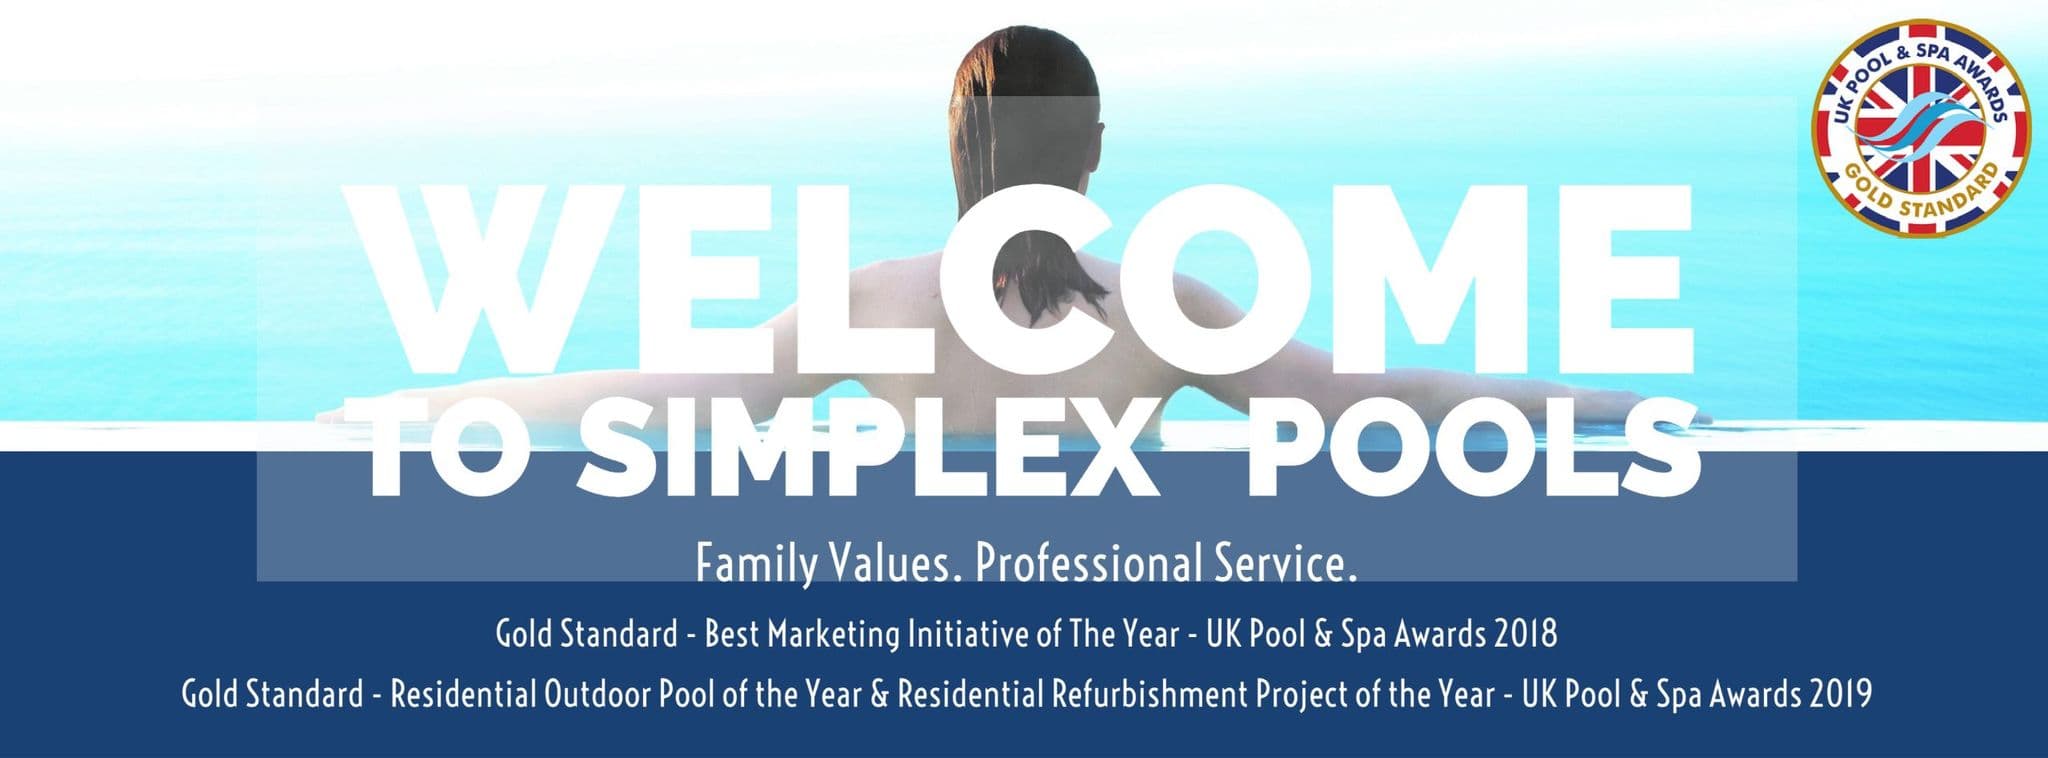 UK POOL & SPA AWARDS
GOLD STANDARD
WELCOME
TO SIMPLEX POOLS
Family Values. Professional Service.
Gold Standard - Best Marketing Initiative of The Year - UK Pool & Spa Awards 2018
Gold Standard - Residential Outdoor Pool of the Year & Residential Refurbishment Project of the Year - UK Pool & Spa Awards 2019